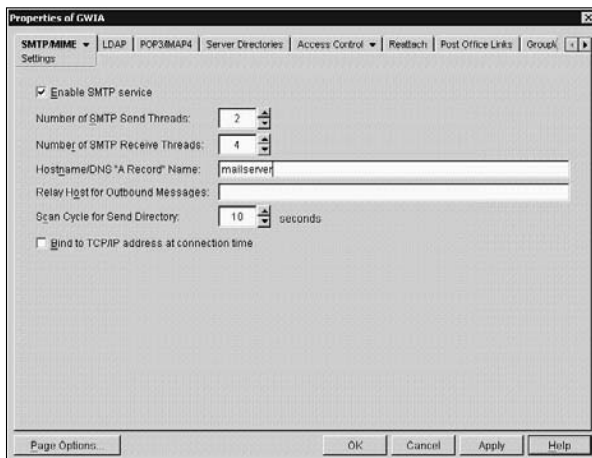 Properties of GWIA
SMTP/MIME LDAP POP3/IMAP4 Server Directories Access Control Reattach Post Office Links GroupW
Settings
Enable SMTP service
Number of SMTP Send Threads: 2
Number of SMTP Receive Threads: 4
Hostname/DNS "A Record" Name: mailserver
Relay Host for Outbound Messages:
Scan Cycle for Send Directory: 10 seconds
Bind to TCP/IP address at connection time
Page Options... OK Cancel Apply Help